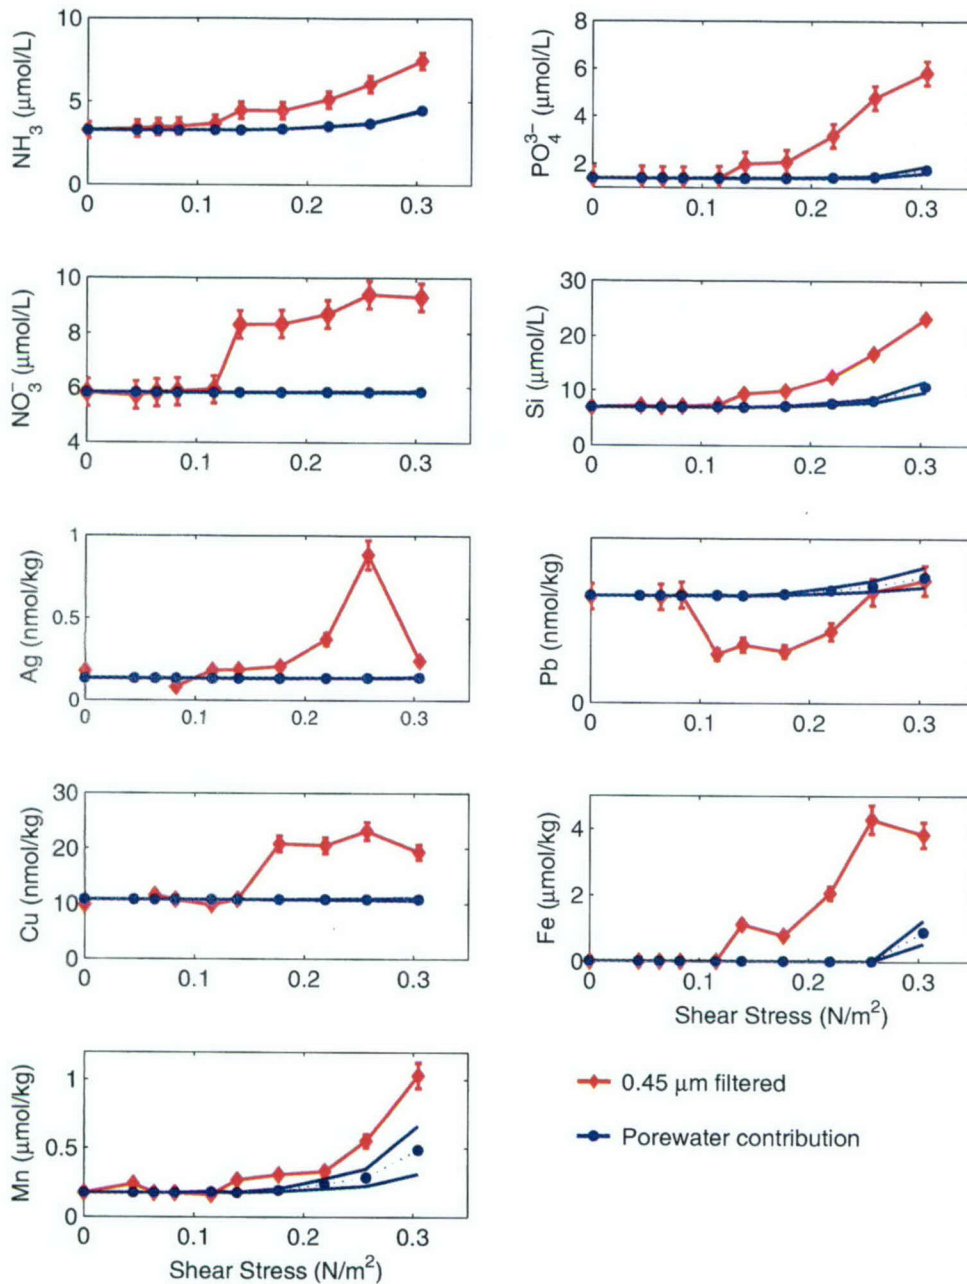 10
5
0
NH₃ (μmol/L)
0 0.1 0.2 0.3
8
6
4
2
PO₄³⁻ (μmol/L)
0 0.1 0.2 0.3
10
8
6
4
NO₃⁻ (μmol/L)
0 0.1 0.2 0.3
30
20
10
0
Si (μmol/L)
0 0.1 0.2 0.3
1
0.5
0
Ag (nmol/kg)
0 0.1 0.2 0.3
0
Pb (nmol/kg)
0 0.1 0.2 0.3
30
20
10
0
Cu (nmol/kg)
0 0.1 0.2 0.3
4
2
0
Fe (μmol/kg)
0 0.1 0.2 0.3
Shear Stress (N/m²)
1
0.5
0
Mn (μmol/kg)
0 0.1 0.2 0.3
Shear Stress (N/m²)
0.45 μm filtered
Porewater contribution